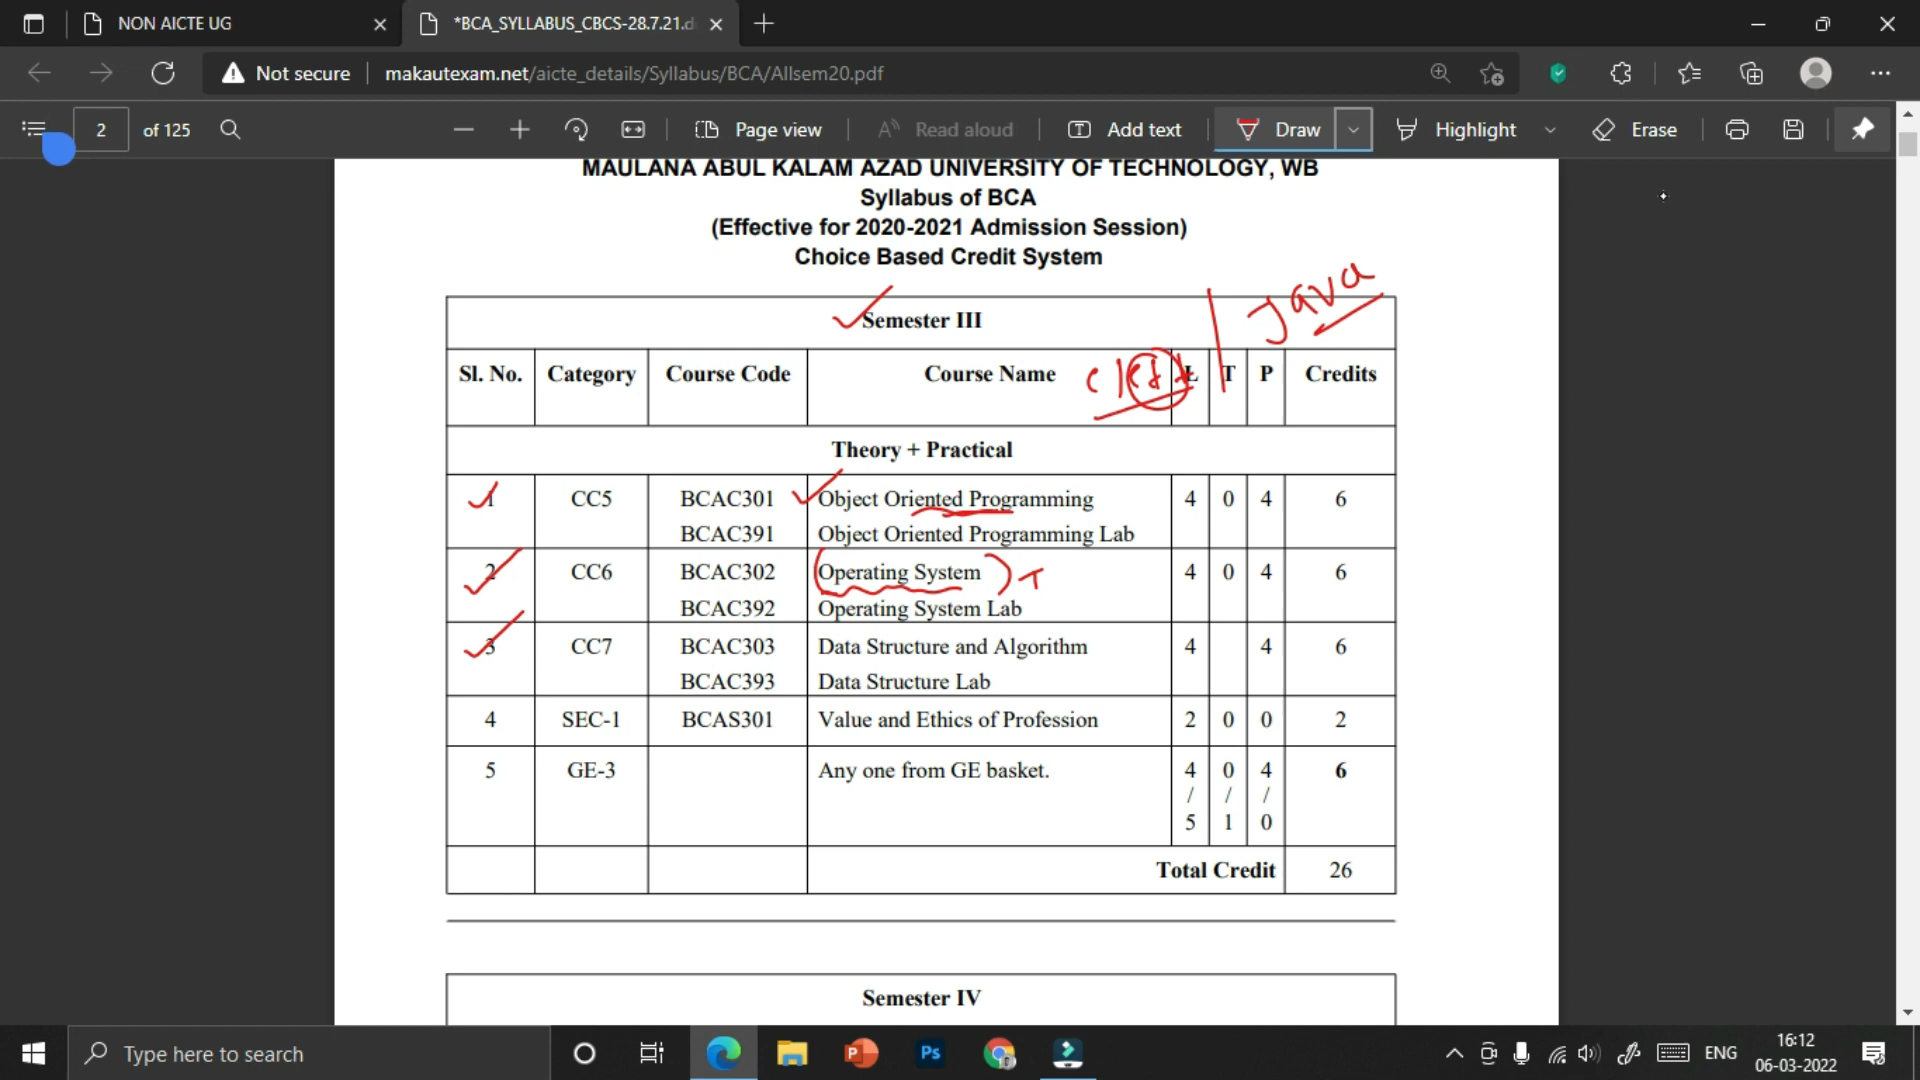 NON AICTE UG
*BCA_SYLLABUS_CBCS-28.7.21.d
Not secure
makautexam.net/aicte_details/Syllabus/BCA/Allsem20.pdf
2 of 125
Page view
Read aloud
Add text
Draw
Highlight
Erase
MAULANA ABUL KALAM AZAD UNIVERSITY OF TECHNOLOGY, WB
Syllabus of BCA
(Effective for 2020-2021 Admission Session)
Choice Based Credit System
Java
Semester III
Sl. No. Category Course Code Course Name L T P Credits
Theory + Practical
1 CC5 BCAC301 Object Oriented Programming 4 0 4 6
BCAC391 Object Oriented Programming Lab
2 CC6 BCAC302 Operating System T 4 0 4 6
BCAC392 Operating System Lab
3 CC7 BCAC303 Data Structure and Algorithm 4 4 6
BCAC393 Data Structure Lab
4 SEC-1 BCAS301 Value and Ethics of Profession 2 0 0 2
5 GE-3 Any one from GE basket. 4 0 4 6
/ / /
5 1 0
Total Credit 26
Semester IV
Type here to search
P
Ps
ENG
16:12
06-03-2022